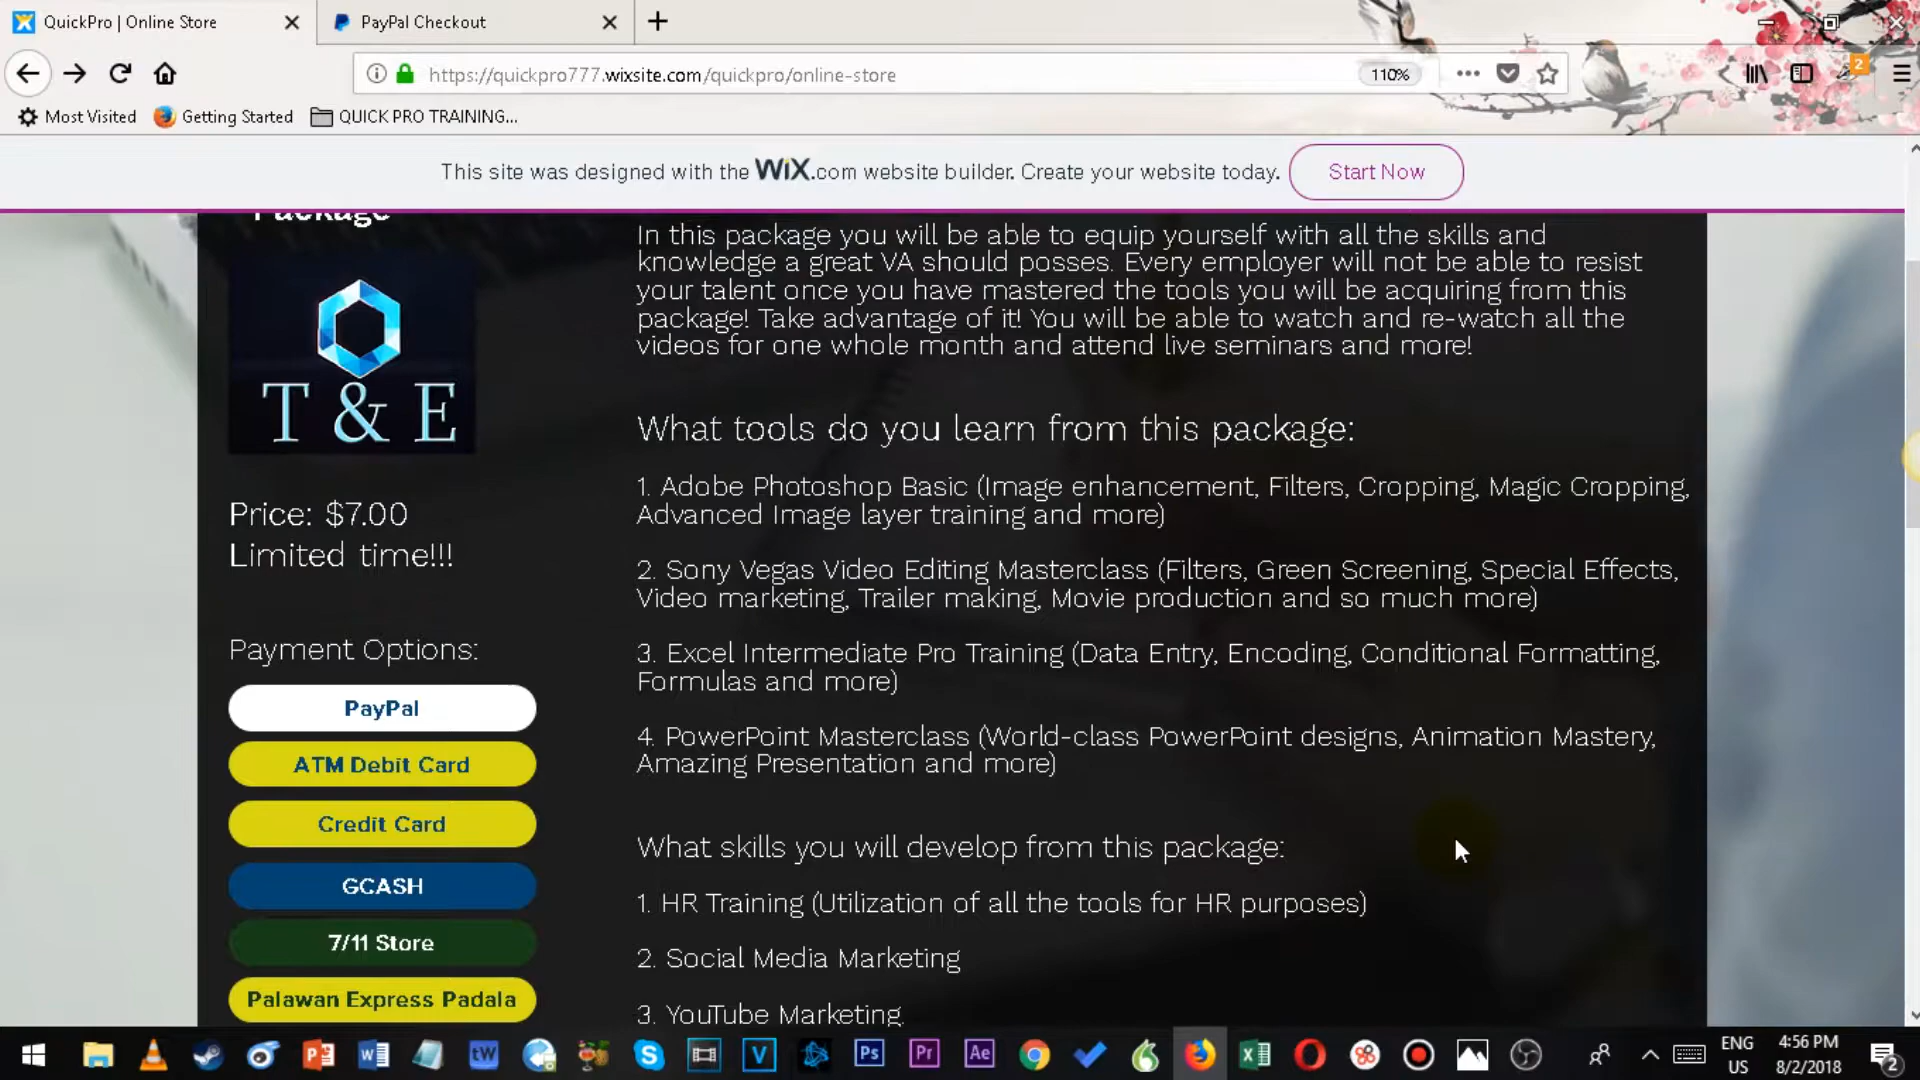 QuickPro | Online Store
PayPal Checkout
https://quickpro777.wixsite.com/quickpro/online-store
110%
2
Most Visited
Getting Started
QUICK PRO TRAINING...
This site was designed with the WiX.com website builder. Create your website today.
Start Now
Package
T & E
Price: $7.00
Limited time!!!
Payment Options:
PayPal
ATM Debit Card
Credit Card
GCASH
7/11 Store
Palawan Express Padala
In this package you will be able to equip yourself with all the skills and
knowledge a great VA should posses. Every employer will not be able to resist
your talent once you have mastered the tools you will be acquiring from this
package! Take advantage of it! You will be able to watch and re-watch all the
videos for one whole month and attend live seminars and more!
What tools do you learn from this package:
1. Adobe Photoshop Basic (Image enhancement, Filters, Cropping, Magic Cropping,
Advanced Image layer training and more)
2. Sony Vegas Video Editing Masterclass (Filters, Green Screening, Special Effects,
Video marketing, Trailer making, Movie production and so much more)
3. Excel Intermediate Pro Training (Data Entry, Encoding, Conditional Formatting,
Formulas and more)
4. PowerPoint Masterclass (World-class PowerPoint designs, Animation Mastery,
Amazing Presentation and more)
What skills you will develop from this package:
1. HR Training (Utilization of all the tools for HR purposes)
2. Social Media Marketing
3. YouTube Marketing
tW
V
Ps
Pr
Ae
ENG
US
4:56 PM
8/2/2018
2